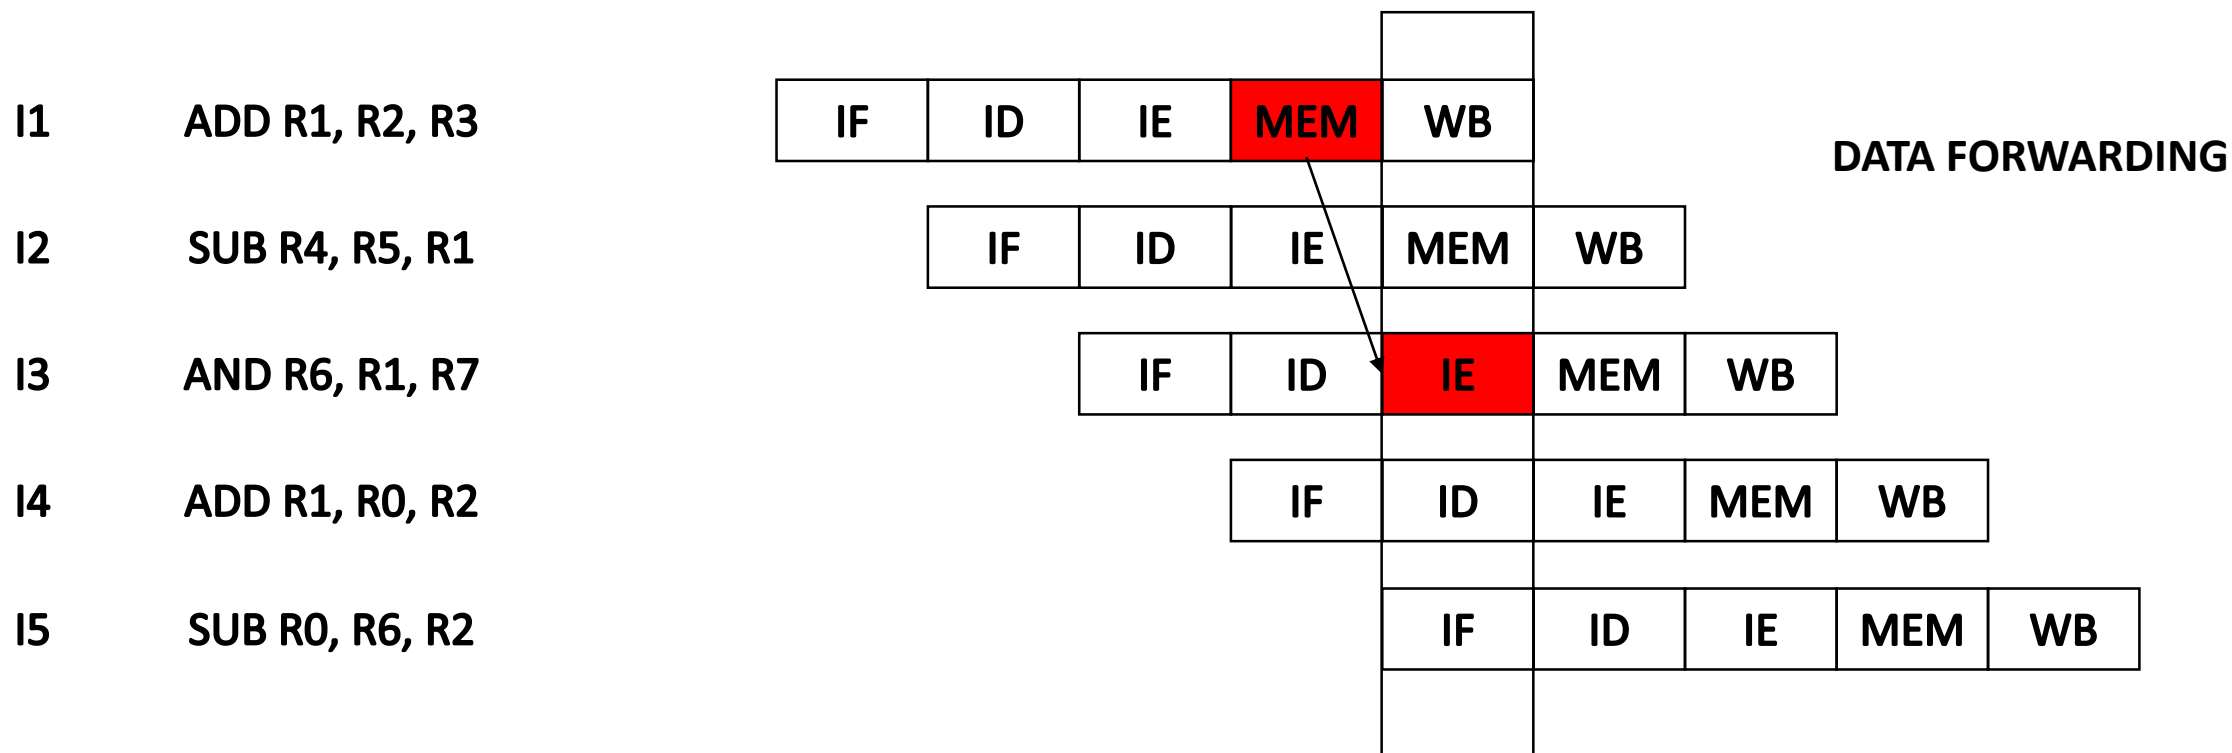 I1 ADD R1, R2, R3 IF ID IE MEM WB
DATA FORWARDING
I2 SUB R4, R5, R1 IF ID IE MEM WB
I3 AND R6, R1, R7 IF ID IE MEM WB
I4 ADD R1, R0, R2 IF ID IE MEM WB
I5 SUB R0, R6, R2 IF ID IE MEM WB